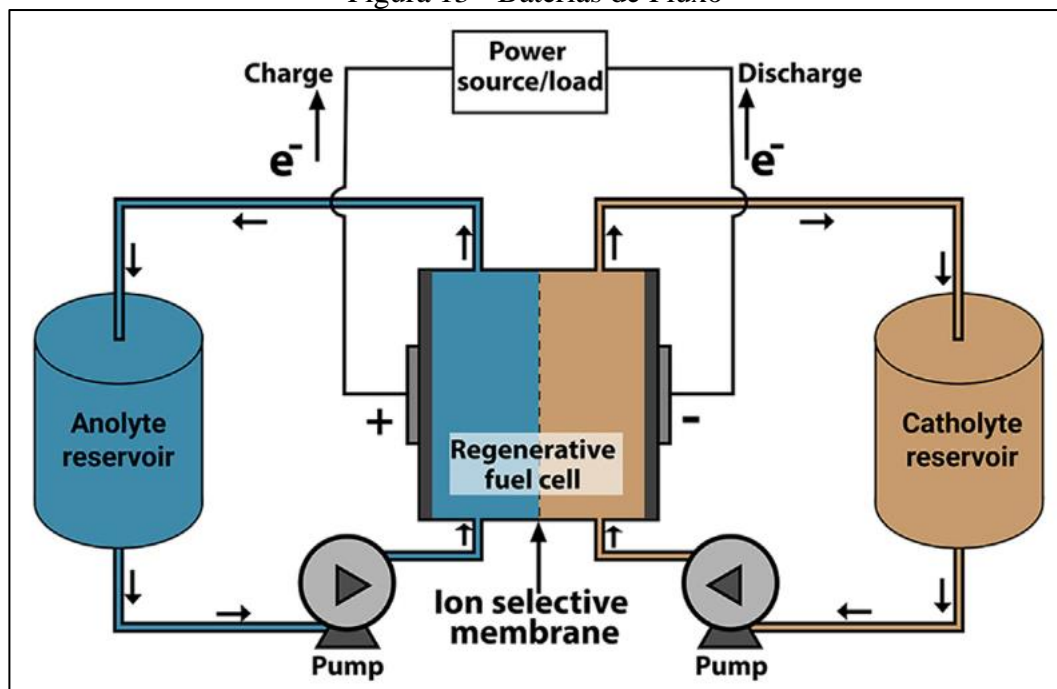 Figura 13 - Baterias de Fluxo
Power
source/load
Charge
Discharge
e-
e-
Anolyte
reservoir
+
-
Catholyte
reservoir
Regenerative
fuel cell
Ion selective
membrane
Pump
Pump